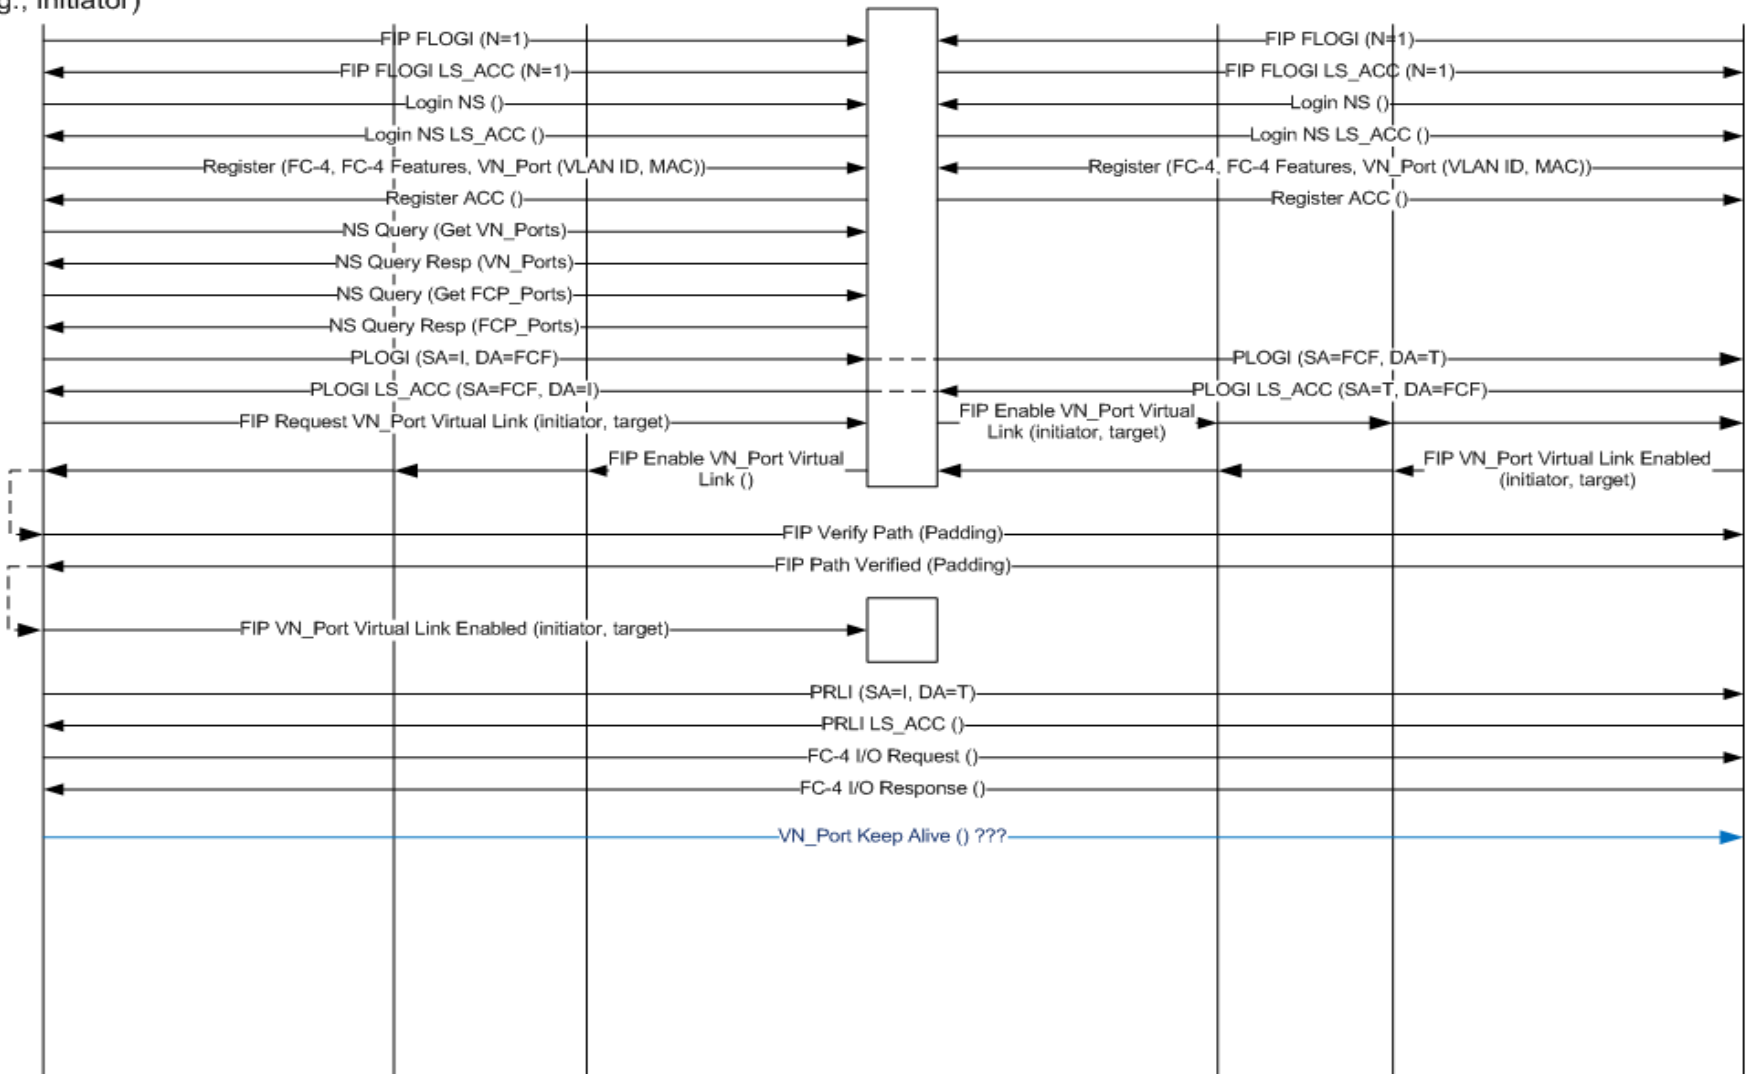 g., initiator)
FIP FLOGI (N=1)
FIP FLOGI (N=1)
FIP FLOGI LS_ACC (N=1)
FIP FLOGI LS_ACC (N=1)
Login NS ()
Login NS ()
Login NS LS_ACC ()
Login NS LS_ACC ()
Register (FC-4, FC-4 Features, VN_Port (VLAN ID, MAC))
Register (FC-4, FC-4 Features, VN_Port (VLAN ID, MAC))
Register ACC ()
Register ACC ()
NS Query (Get VN_Ports)
NS Query Resp (VN_Ports)
NS Query (Get FCP_Ports)
NS Query Resp (FCP_Ports)
PLOGI (SA=I, DA=FCF)
PLOGI (SA=FCF, DA=T)
PLOGI LS_ACC (SA=FCF, DA=I)
PLOGI LS_ACC (SA=T, DA=FCF)
FIP Request VN_Port Virtual Link (initiator, target)
FIP Enable VN_Port Virtual
Link (initiator, target)
FIP Enable VN_Port Virtual
Link ()
FIP VN_Port Virtual Link Enabled
(initiator, target)
FIP Verify Path (Padding)
FIP Path Verified (Padding)
FIP VN_Port Virtual Link Enabled (initiator, target)
PRLI (SA=I, DA=T)
PRLI LS_ACC ()
FC-4 I/O Request ()
FC-4 I/O Response ()
VN_Port Keep Alive () ???